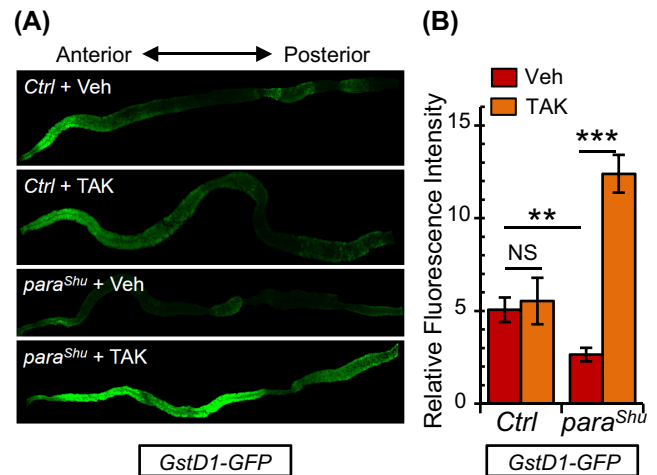 (A)
Anterior Posterior
Ctrl + Veh
Ctrl + TAK
para^Shu + Veh
para^Shu + TAK
GstD1-GFP
(B)
Veh
TAK
Relative Fluorescence Intensity
15
10
5
0
***
**
NS
Ctrl para^Shu
GstD1-GFP